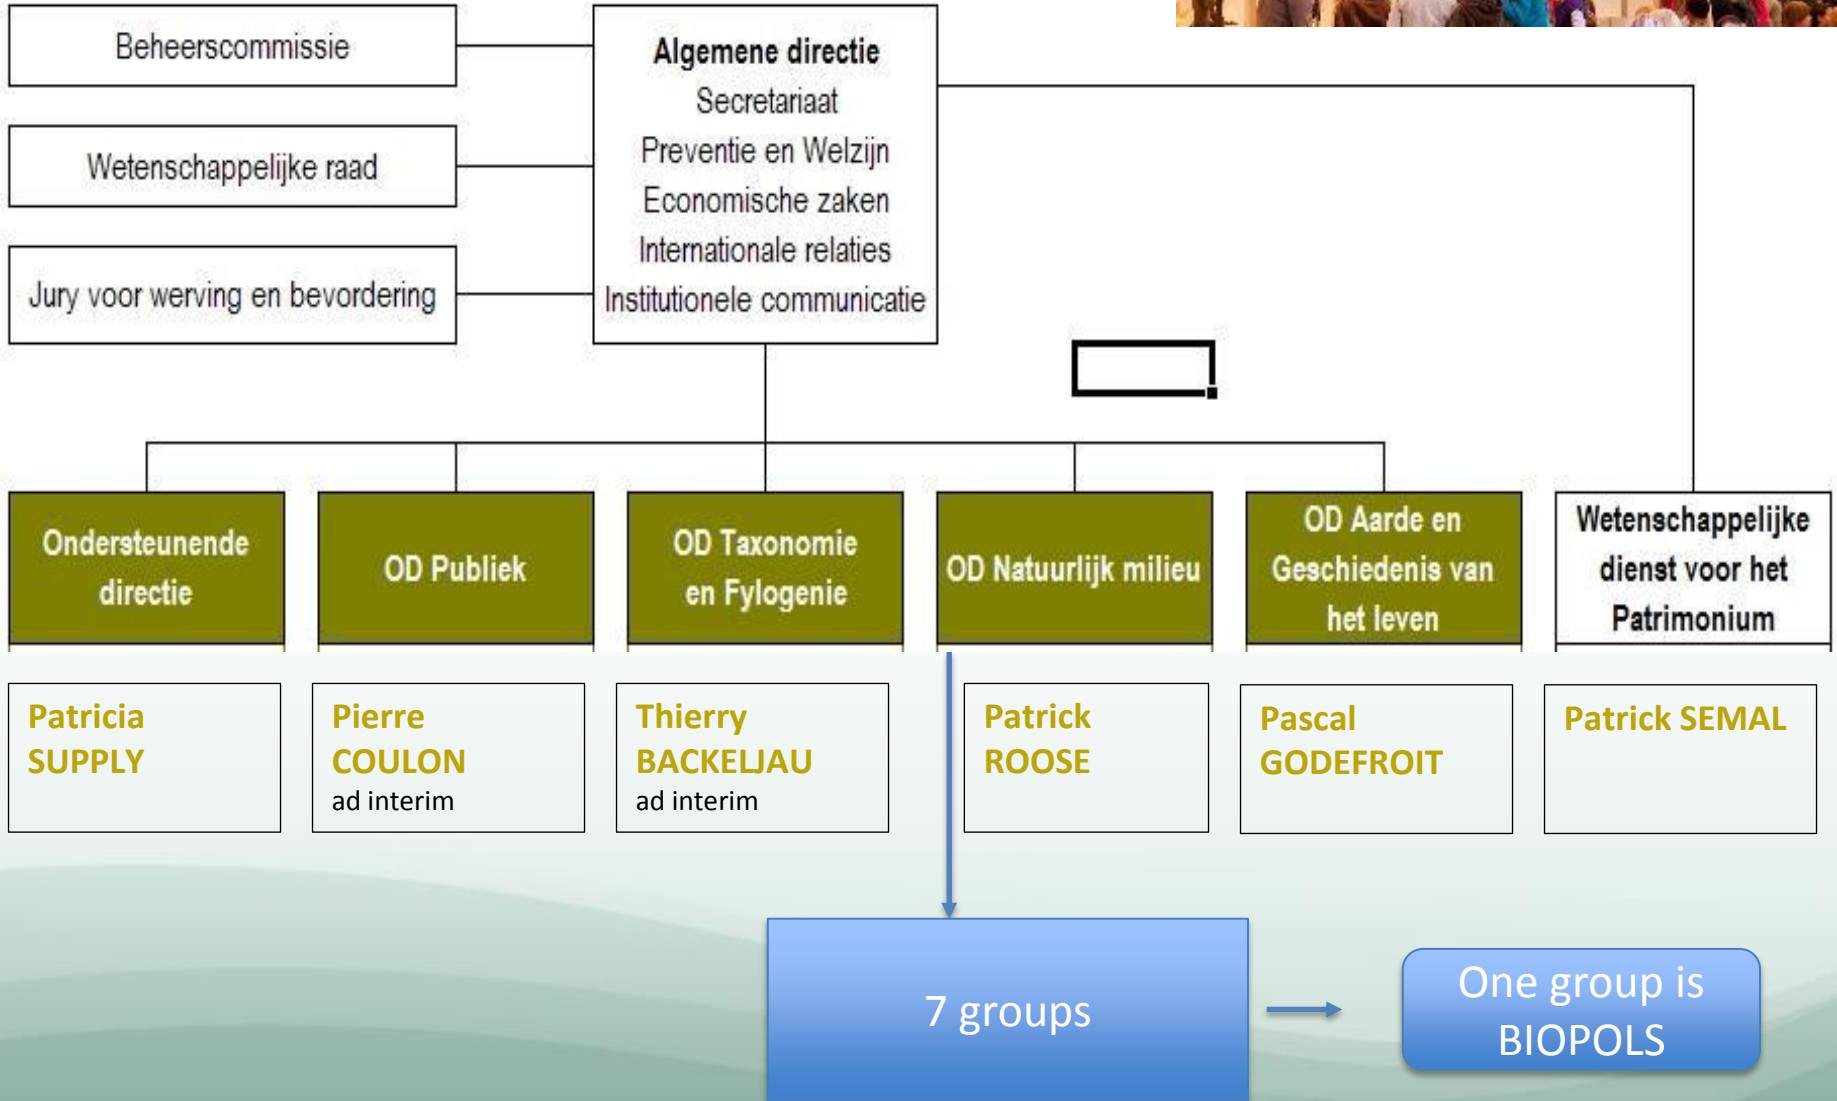 Beheerscommissie
Wetenschappelijke raad
Jury voor werving en bevordering
Algemene directie
Secretariaat
Preventie en Welzijn
Economische zaken
Internationale relaties
Institutionele communicatie
Ondersteunende
directie
OD Publiek
OD Taxonomie
en Fylogenie
OD Natuurlijk milieu
OD Aarde en
Geschiedenis van
het leven
Wetenschappelijke
dienst voor het
Patrimonium
Patricia
SUPPLY
Pierre
COULON
ad interim
Thierry
BACKELJAU
ad interim
Patrick
ROOSE
Pascal
GODEFROIT
Patrick SEMAL
7 groups
One group is
BIOPOLS